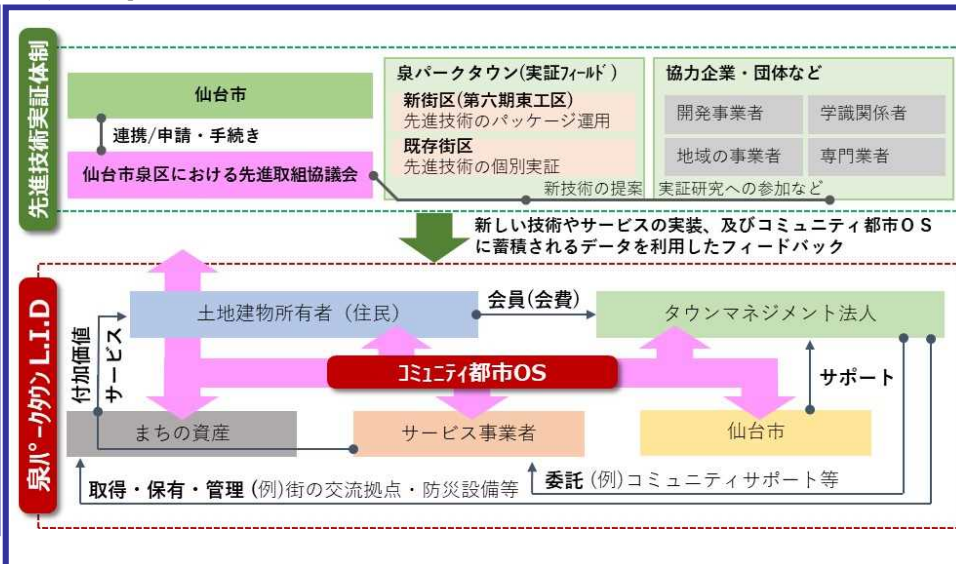 先進技術実証体制
仙台市
連携/申請・手続き
仙台市泉区における先進取組協議会
泉パークタウン(実証ﾌｨｰﾙﾄﾞ)
新街区(第六期東工区)
先進技術のパッケージ運用
既存街区
先進技術の個別実証
新技術の提案
協力企業・団体など
開発事業者
学識関係者
地域の事業者
専門業者
実証研究への参加など
新しい技術やサービスの実装、及びコミュニティ都市OS
に蓄積されるデータを利用したフィードバック
泉ﾊﾟｰｸﾀｳﾝ L.I.D
土地建物所有者（住民）
会員(会費)
タウンマネジメント法人
付加価値
サービス
ｺﾐｭﾆﾃｨ都市OS
サポート
まちの資産
サービス事業者
仙台市
取得・保有・管理 (例)街の交流拠点・防災設備等
委託 (例)コミュニティサポート等